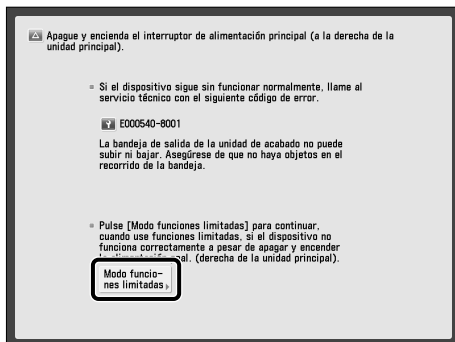 Apague y encienda el interruptor de alimentación principal (a la derecha de la
unidad principal).
Si el dispositivo sigue sin funcionar normalmente, llame al
servicio técnico con el siguiente código de error.
E000540-8001
La bandeja de salida de la unidad de acabado no puede
subir ni bajar. Asegúrese de que no haya objetos en el
recorrido de la bandeja.
Pulse [Modo funciones limitadas] para continuar,
cuando use funciones limitadas, si el dispositivo no
funciona correctamente a pesar de apagar y encender
(derecha de la unidad principal).
Modo funcio-
nes limitadas